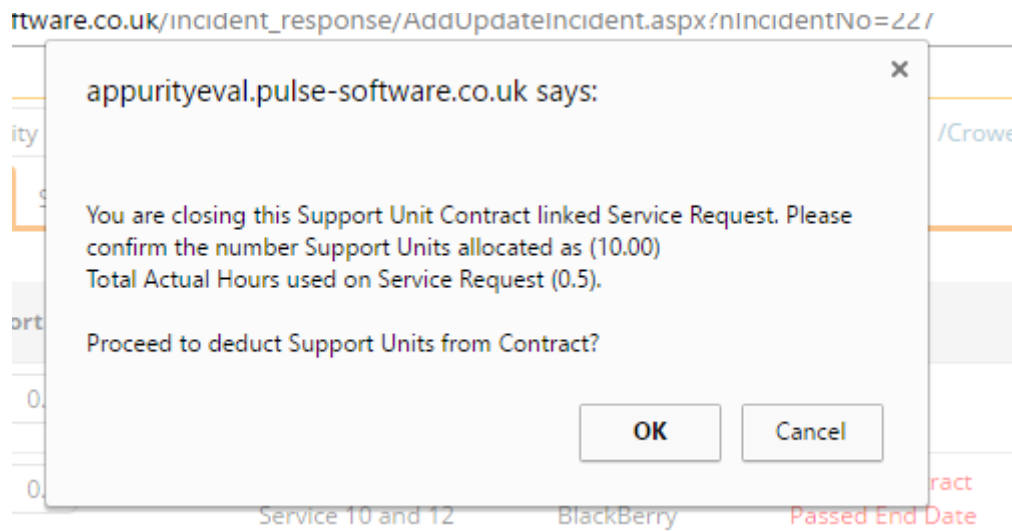 ftware.co.uk/incident_response/AddUpdateIncident.aspx?nIncidentNo=227
appurityeval.pulse-software.co.uk says:
ity
/Crowe
S
You are closing this Support Unit Contract linked Service Request. Please
confirm the number Support Units allocated as (10.00)
Total Actual Hours used on Service Request (0.5).
ort
Proceed to deduct Support Units from Contract?
0.
OK Cancel
0.
ract
Service 10 and 12 BlackBerry Passed End Date